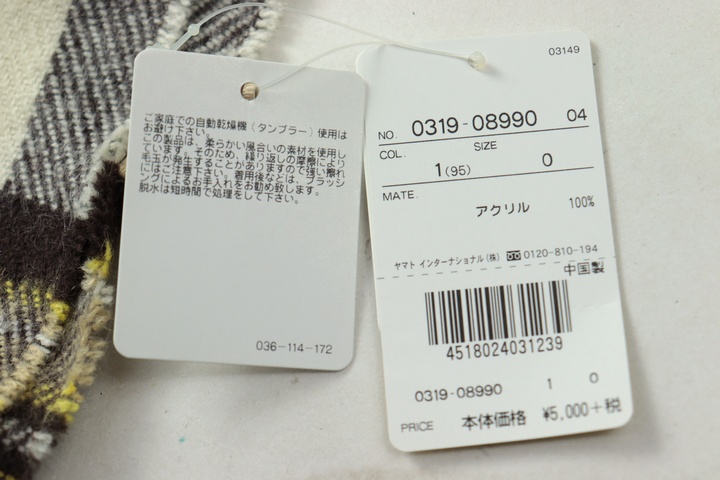 ご家庭での自動乾燥機（タンブラー）使用は
お避け下さい。
この製品は、柔らかい風合いの素材を使用し
ています。そのため、繰り返しの摩擦により
毛玉が発生することがありますので、強い擦れ
にはご注意下さい。着用後は、ブラッシ
ングによるお手入れをお勧め致します。
脱水は短時間で処理をして下さい。
036-114-172
03149
NO. 0319-08990 04
COL. SIZE
1(95) 0
MATE.
アクリル 100%
ヤマト インターナショナル(株) 0120-810-194
中国製
4518024031239
0319-08990 1 0
PRICE 本体価格 ¥5,000+税